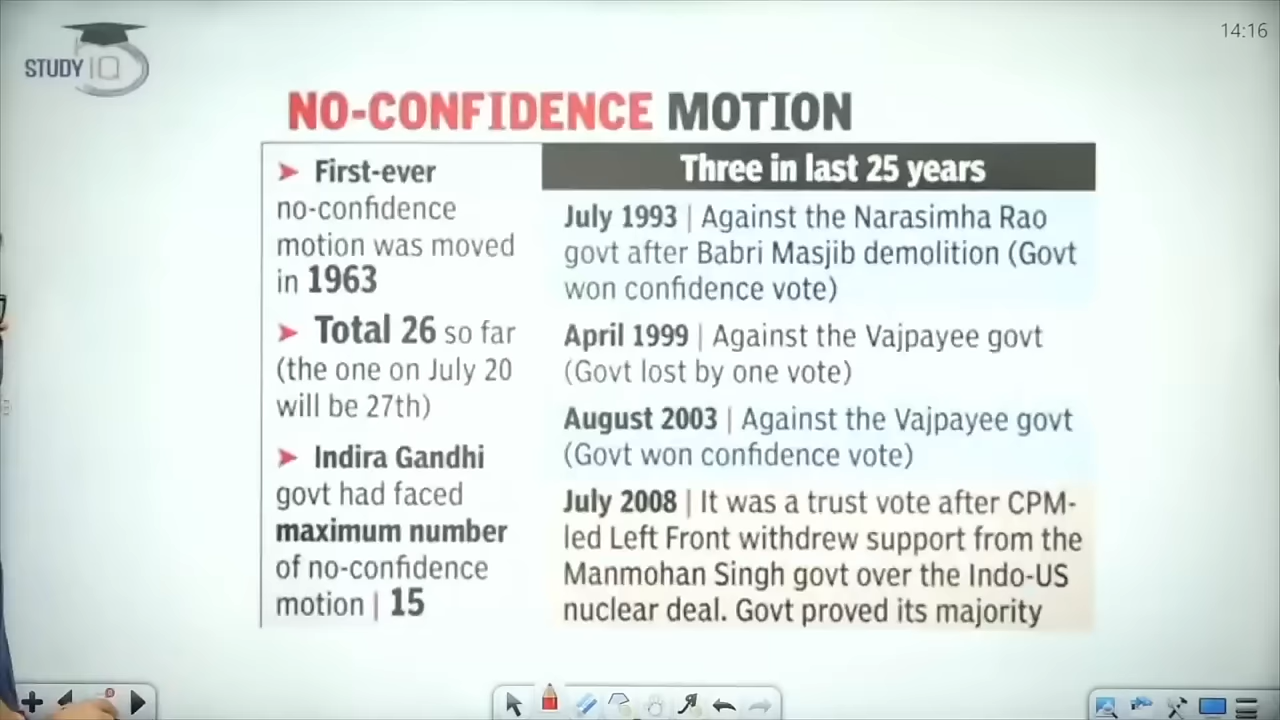 STUDY IQ
14:16
NO-CONFIDENCE MOTION
➤ First-ever
no-confidence
motion was moved
in 1963
➤ Total 26 so far
(the one on July 20
will be 27th)
➤ Indira Gandhi
govt had faced
maximum number
of no-confidence
motion | 15
Three in last 25 years
July 1993 | Against the Narasimha Rao
govt after Babri Masjib demolition (Govt
won confidence vote)
April 1999 | Against the Vajpayee govt
(Govt lost by one vote)
August 2003 | Against the Vajpayee govt
(Govt won confidence vote)
July 2008 | It was a trust vote after CPM-
led Left Front withdrew support from the
Manmohan Singh govt over the Indo-US
nuclear deal. Govt proved its majority